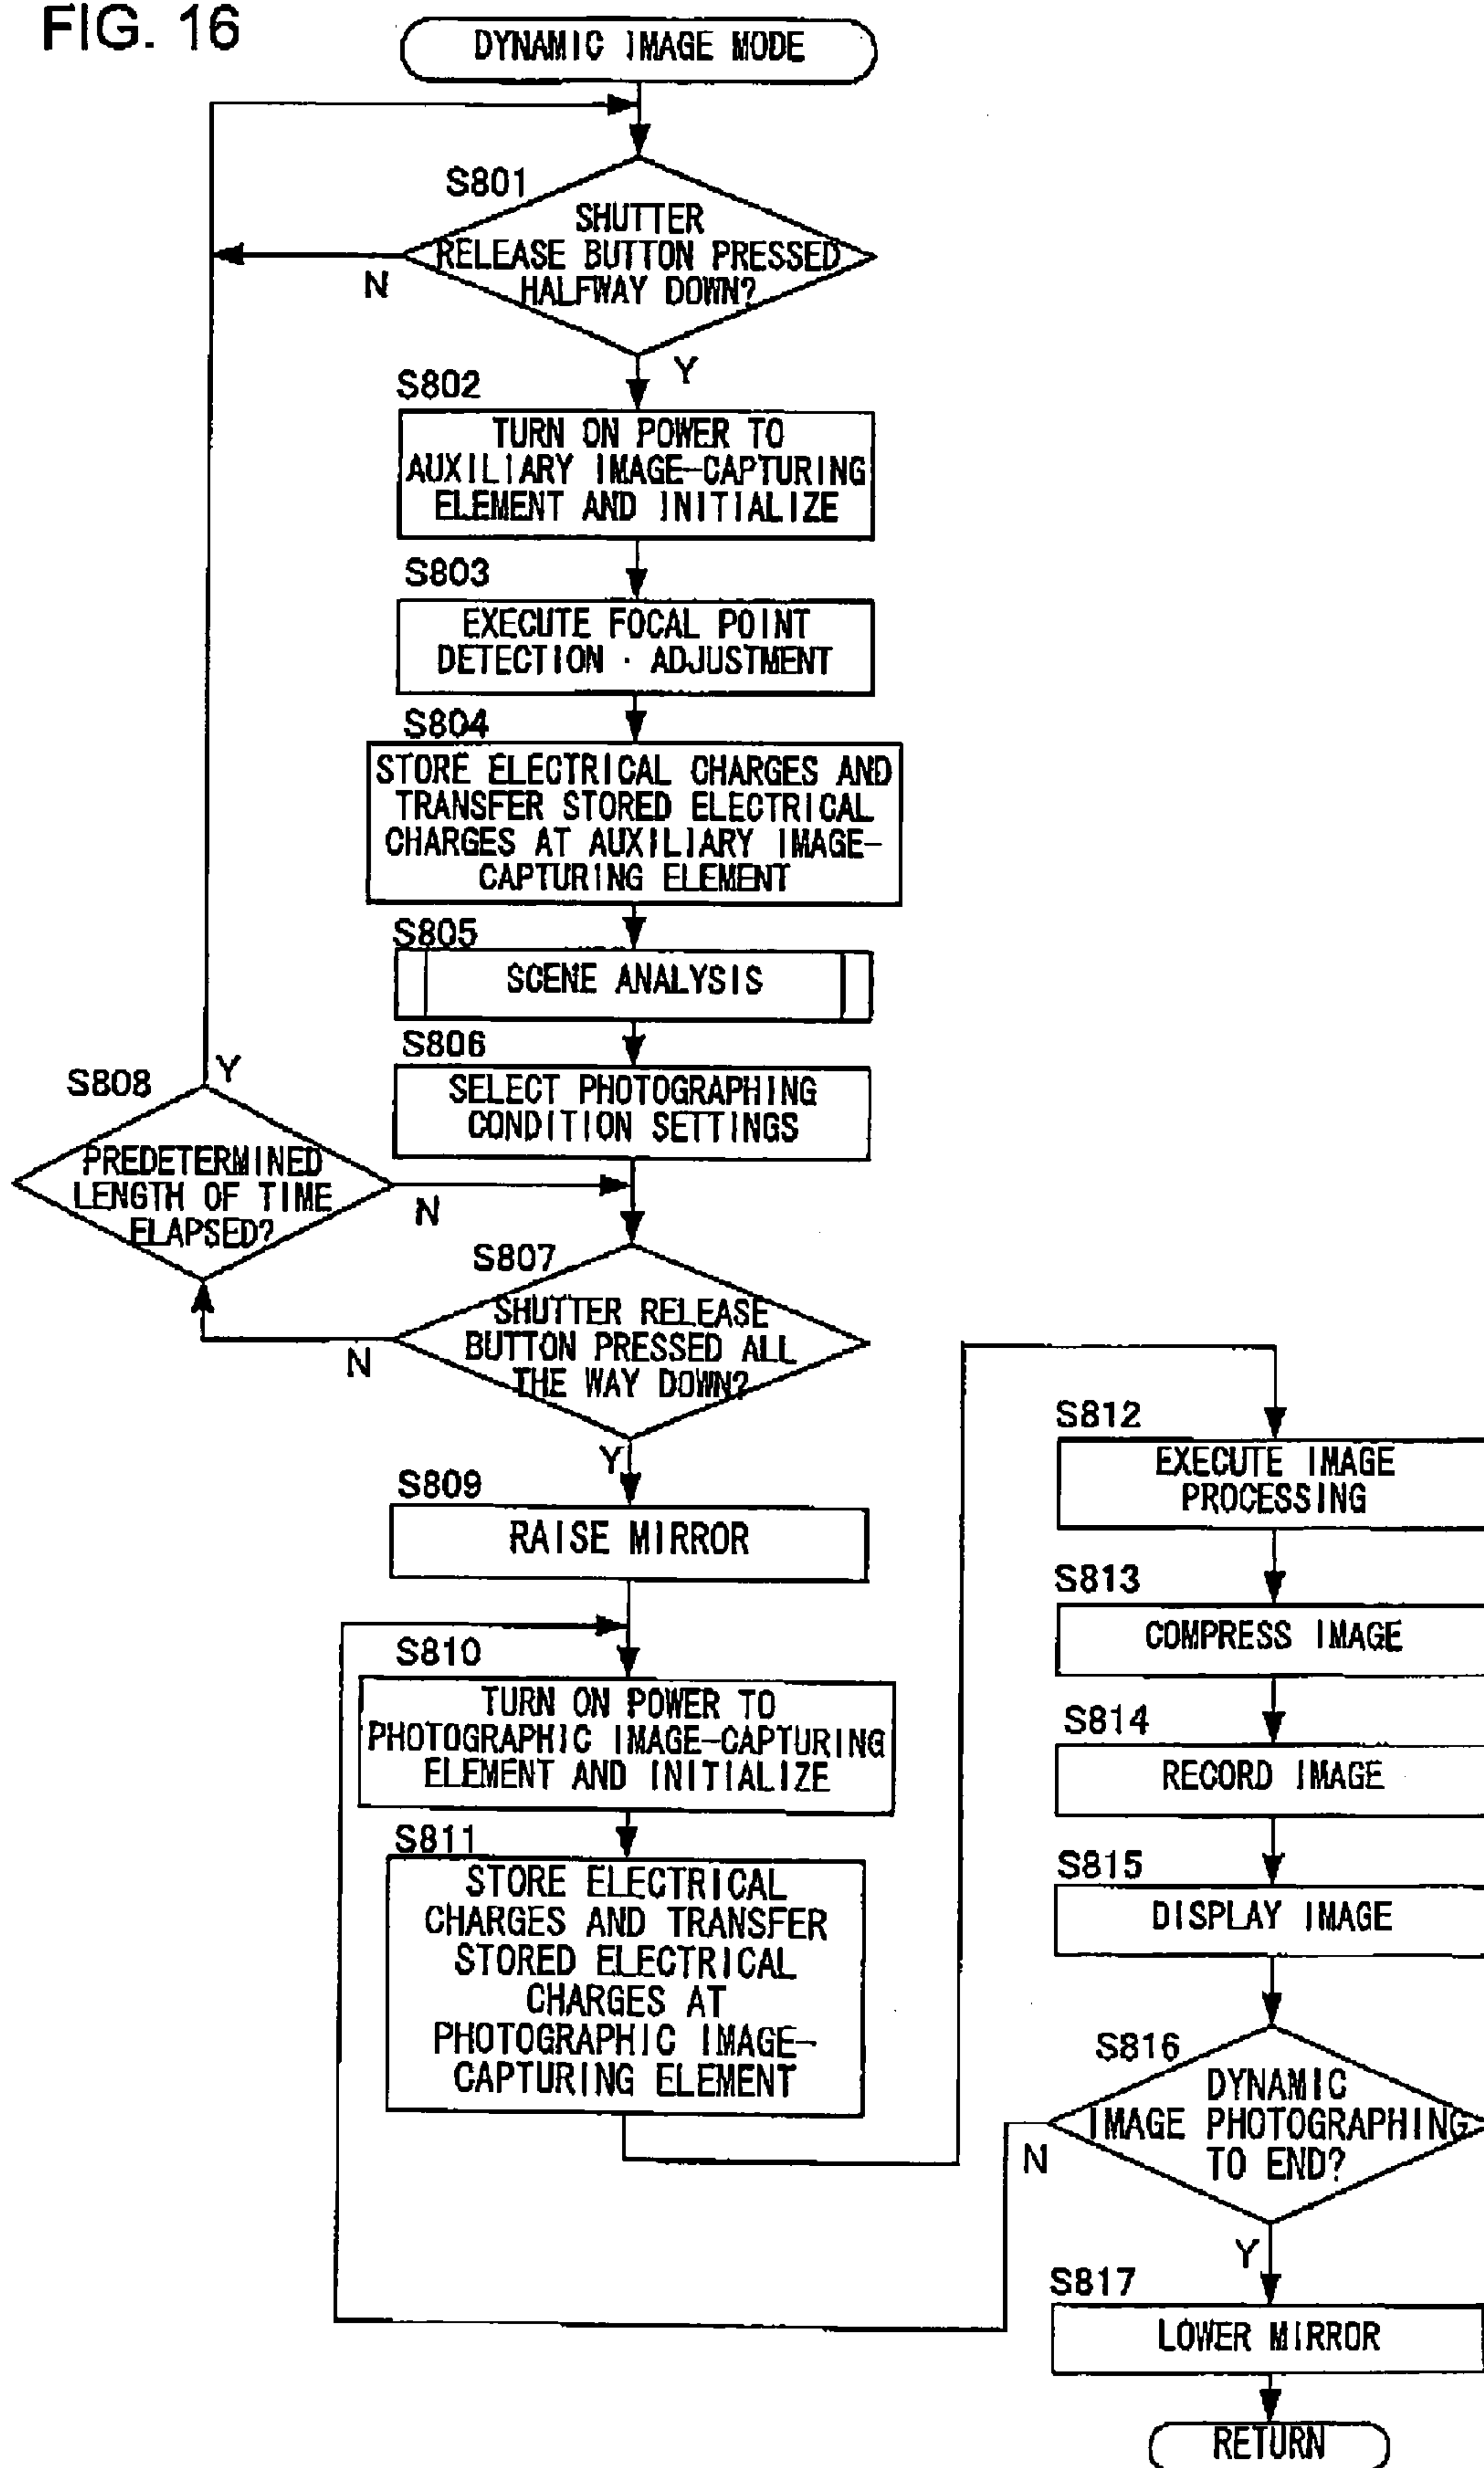 FIG. 16
DYNAMIC IMAGE MODE
S801
SHUTTER
RELEASE BUTTON PRESSED
HALFWAY DOWN?
N
Y
S802
TURN ON POWER TO
AUXILIARY IMAGE-CAPTURING
ELEMENT AND INITIALIZE
S803
EXECUTE FOCAL POINT
DETECTION · ADJUSTMENT
S804
STORE ELECTRICAL CHARGES AND
TRANSFER STORED ELECTRICAL
CHARGES AT AUXILIARY IMAGE-
CAPTURING ELEMENT
S805
SCENE ANALYSIS
S806
SELECT PHOTOGRAPHING
CONDITION SETTINGS
S808
Y
PREDETERMINED
LENGTH OF TIME
ELAPSED?
N
S807
SHUTTER RELEASE
BUTTON PRESSED ALL
THE WAY DOWN?
N
Y
S809
RAISE MIRROR
S810
TURN ON POWER TO
PHOTOGRAPHIC IMAGE-CAPTURING
ELEMENT AND INITIALIZE
S811
STORE ELECTRICAL
CHARGES AND TRANSFER
STORED ELECTRICAL
CHARGES AT
PHOTOGRAPHIC IMAGE-
CAPTURING ELEMENT
S812
EXECUTE IMAGE
PROCESSING
S813
COMPRESS IMAGE
S814
RECORD IMAGE
S815
DISPLAY IMAGE
S816
DYNAMIC
IMAGE PHOTOGRAPHING
TO END?
N
Y
S817
LOWER MIRROR
RETURN